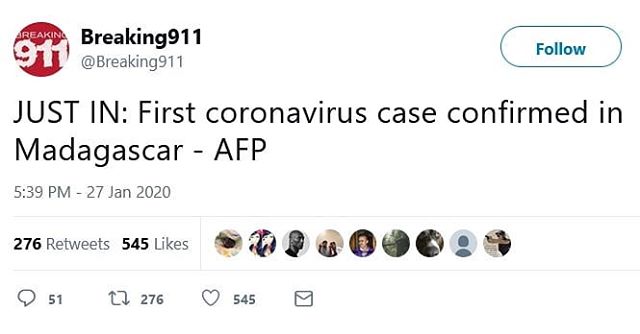 BREAKING
911
Breaking911
@Breaking911
Follow
JUST IN: First coronavirus case confirmed in
Madagascar - AFP
5:39 PM - 27 Jan 2020
276 Retweets 545 Likes
51 276 545